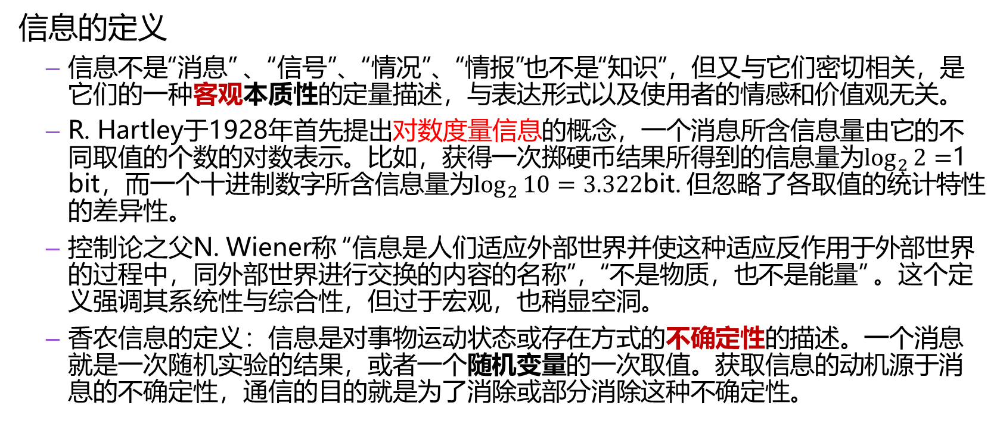 信息的定义
– 信息不是“消息”、“信号”、“情况”、“情报”也不是“知识”，但又与它们密切相关，是
它们的一种客观本质性的定量描述，与表达形式以及使用者的情感和价值观无关。
– R. Hartley于1928年首先提出对数度量信息的概念，一个消息所含信息量由它的不
同取值的个数的对数表示。比如，获得一次掷硬币结果所得到的信息量为log₂ 2 =1
bit，而一个十进制数字所含信息量为log₂ 10 = 3.322bit. 但忽略了各取值的统计特性
的差异性。
– 控制论之父N. Wiener称 “信息是人们适应外部世界并使这种适应反作用于外部世界
的过程中，同外部世界进行交换的内容的名称”，“不是物质，也不是能量” 。这个定
义强调其系统性与综合性，但过于宏观，也稍显空洞。
– 香农信息的定义：信息是对事物运动状态或存在方式的不确定性的描述。一个消息
就是一次随机实验的结果，或者一个随机变量的一次取值。获取信息的动机源于消
息的不确定性，通信的目的就是为了消除或部分消除这种不确定性。